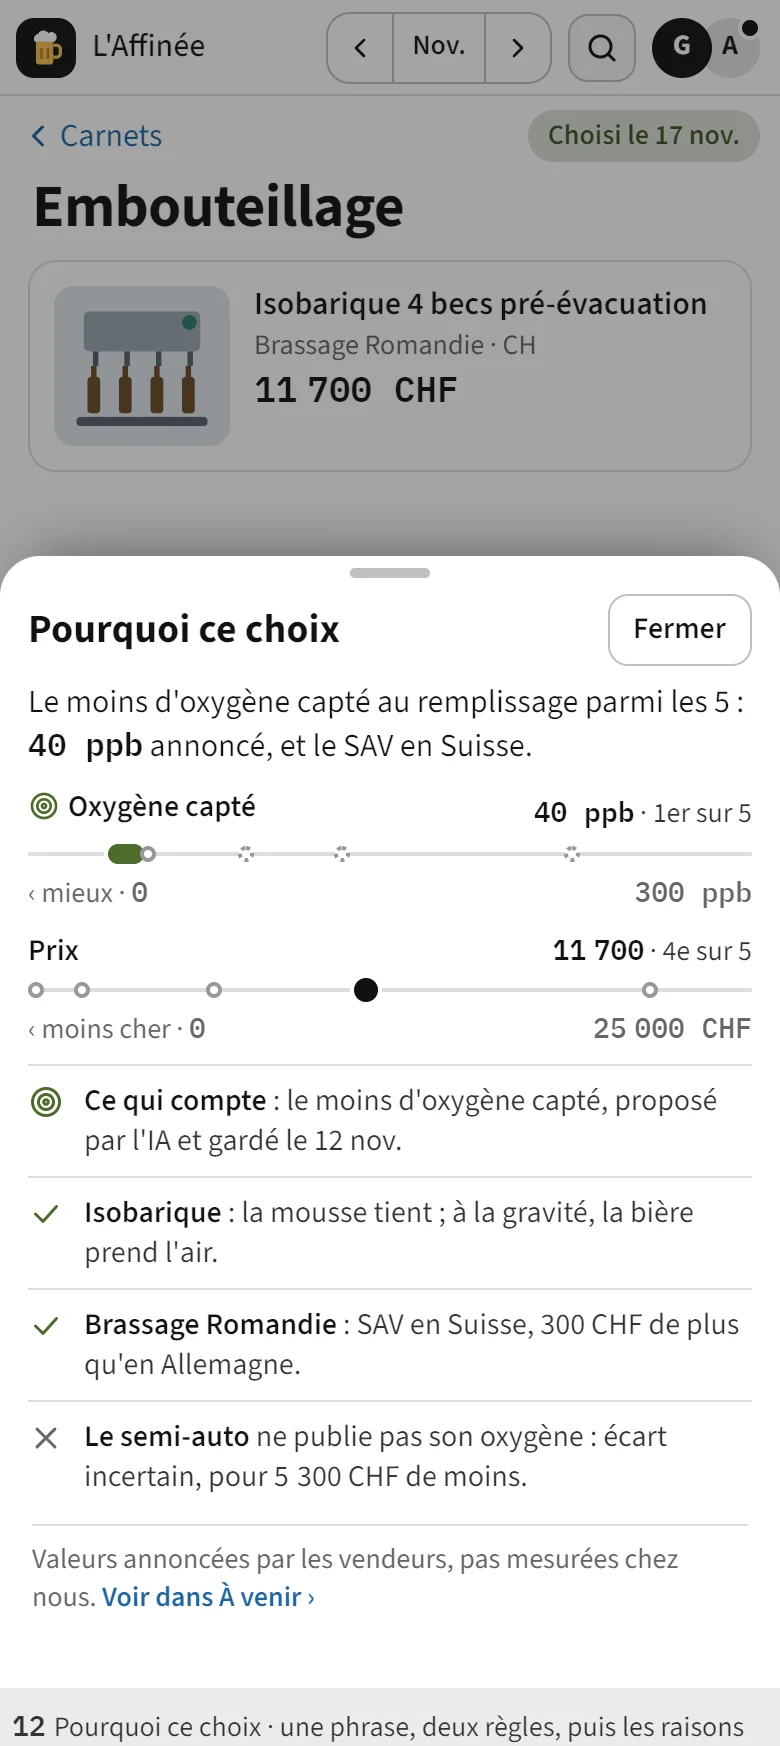 L'Affinée
Nov.
G
A
Carnets
Choisi le 17 nov.
Embouteillage
Isobarique 4 becs pré-évacuation
Brassage Romandie · CH
11 700 CHF
Pourquoi ce choix
Fermer
Le moins d'oxygène capté au remplissage parmi les 5 :
40 ppb annoncé, et le SAV en Suisse.
Oxygène capté
40 ppb · 1er sur 5
‹ mieux · 0
300 ppb
Prix
11 700 · 4e sur 5
‹ moins cher · 0
25 000 CHF
Ce qui compte : le moins d'oxygène capté, proposé
par l'IA et gardé le 12 nov.
Isobarique : la mousse tient ; à la gravité, la bière
prend l'air.
Brassage Romandie : SAV en Suisse, 300 CHF de plus
qu'en Allemagne.
Le semi-auto ne publie pas son oxygène : écart
incertain, pour 5 300 CHF de moins.
Valeurs annoncées par les vendeurs, pas mesurées chez
nous. Voir dans À venir ›
12 Pourquoi ce choix · une phrase, deux règles, puis les raisons